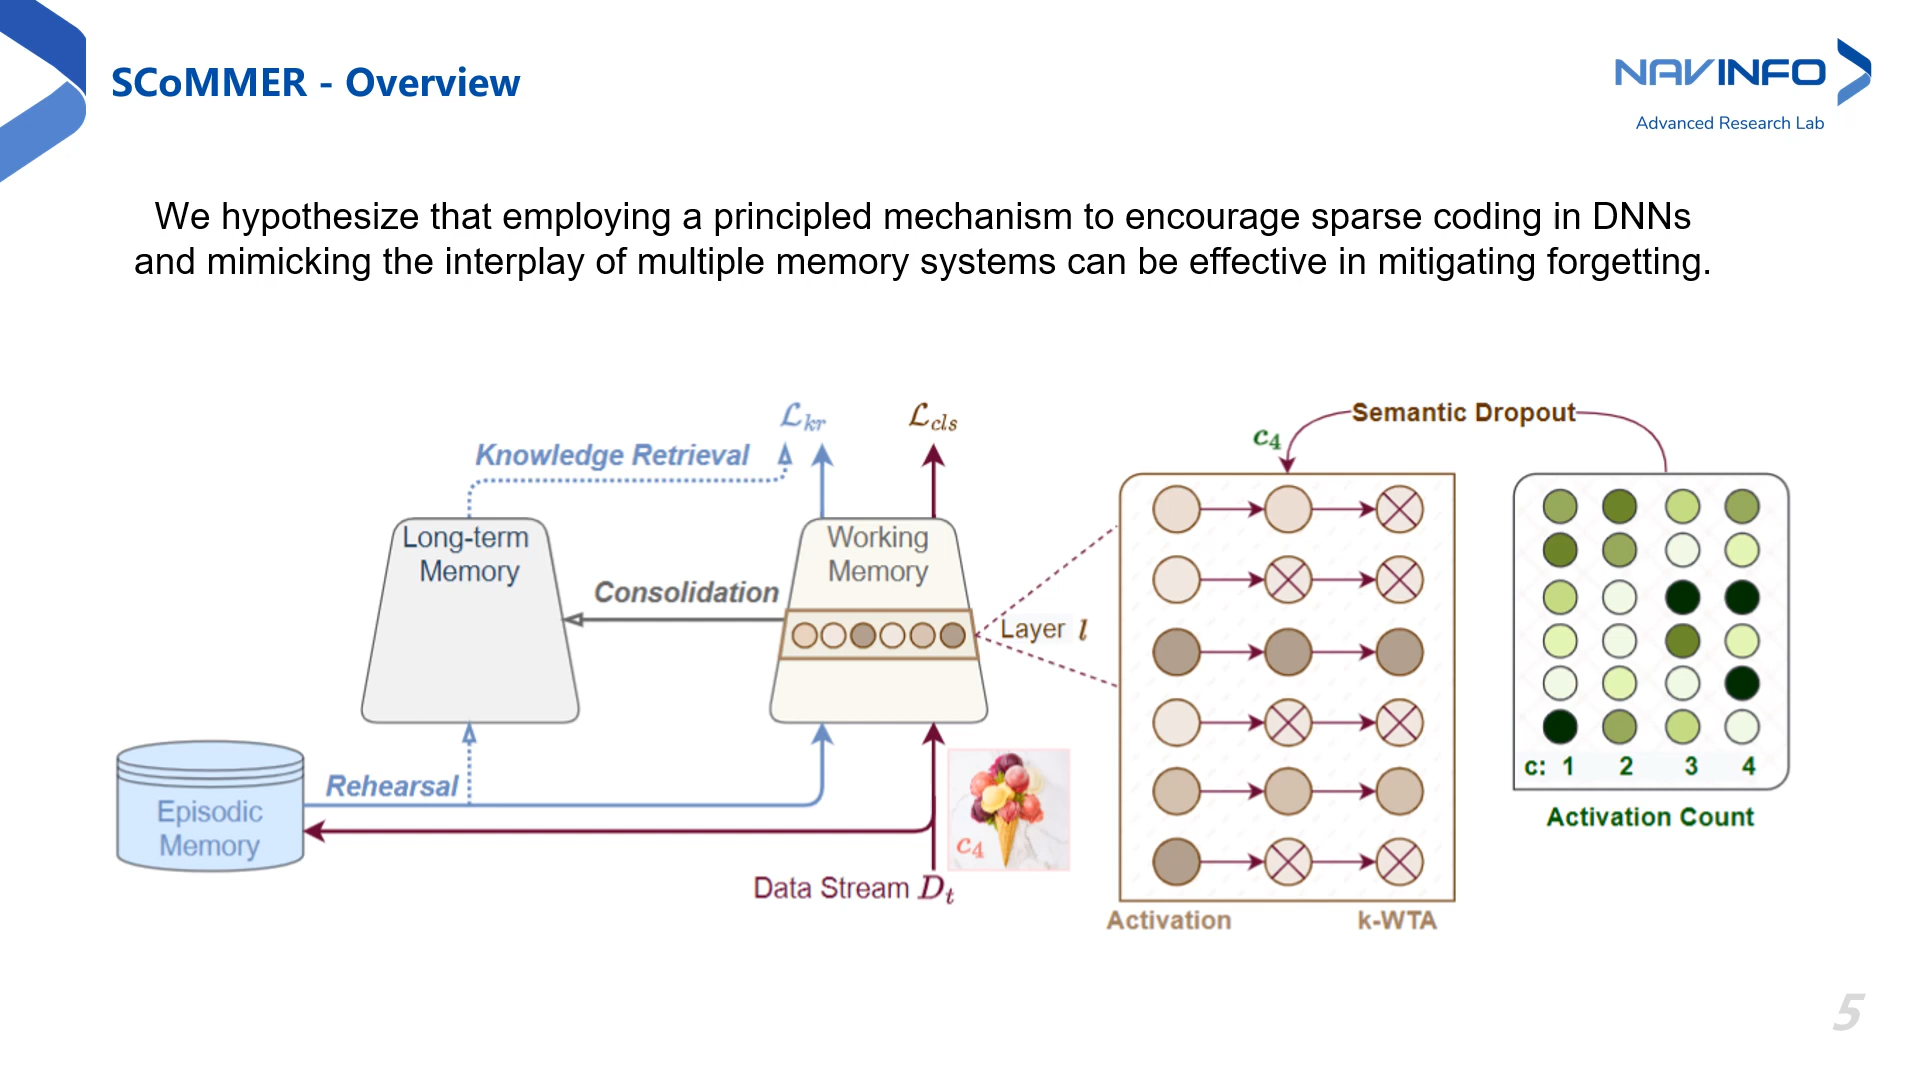 SCoMMER - Overview
NAVINFO
Advanced Research Lab
We hypothesize that employing a principled mechanism to encourage sparse coding in DNNs
and mimicking the interplay of multiple memory systems can be effective in mitigating forgetting.
ℒkr
ℒcls
Knowledge Retrieval
Long-term
Memory
Working
Memory
Consolidation
Layer l
Rehearsal
Episodic
Memory
c4
Data Stream Dt
Semantic Dropout
c4
Activation
k-WTA
c: 1 2 3 4
Activation Count
5